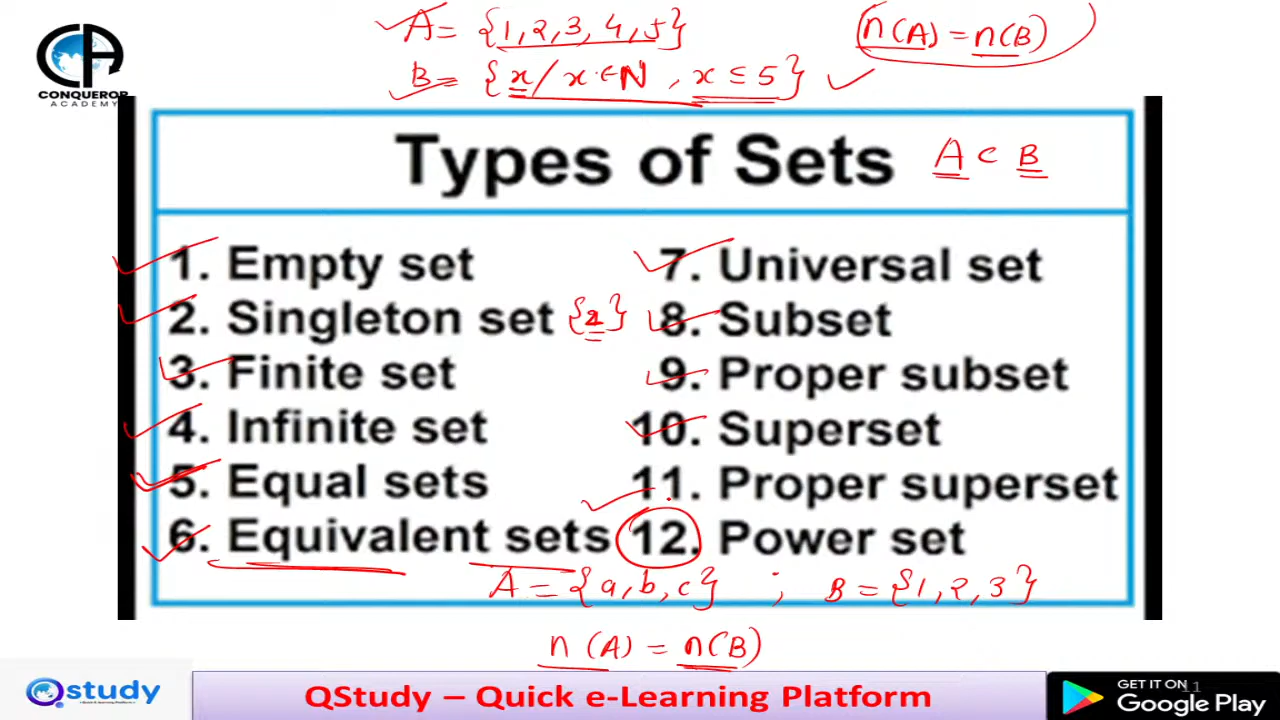 A = {1, 2, 3, 4, 5}
n(A) = n(B)
B = {x / x ∈ N, x ≤ 5}
CONQUEROR
ACADEMY
Types of Sets
A ⊂ B
1. Empty set
2. Singleton set {2}
3. Finite set
4. Infinite set
5. Equal sets
6. Equivalent sets
7. Universal set
8. Subset
9. Proper subset
10. Superset
11. Proper superset
12. Power set
A = {a, b, c} ; B = {1, 2, 3}
n(A) = n(B)
Qstudy
QStudy – Quick e-Learning Platform
GET IT ON
Google Play
11